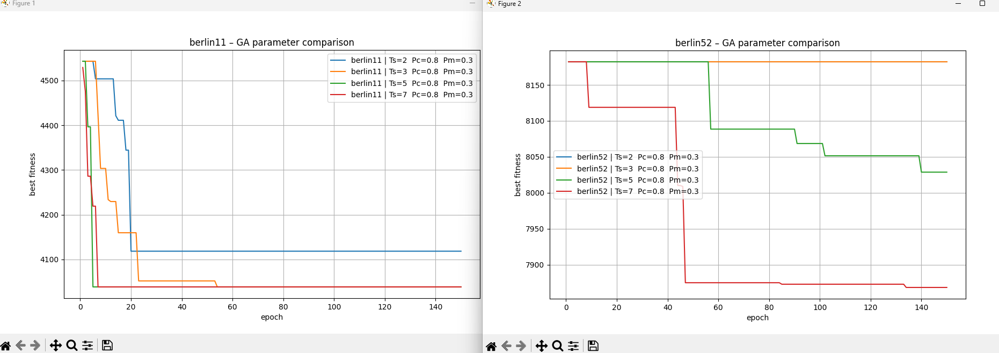 Figure 1
berlin11 – GA parameter comparison
berlin11 | Ts=2 Pc=0.8 Pm=0.3
berlin11 | Ts=3 Pc=0.8 Pm=0.3
berlin11 | Ts=5 Pc=0.8 Pm=0.3
berlin11 | Ts=7 Pc=0.8 Pm=0.3
best fitness
4500
4400
4300
4200
4100
0 20 40 60 80 100 120 140
epoch
Figure 2
berlin52 – GA parameter comparison
berlin52 | Ts=2 Pc=0.8 Pm=0.3
berlin52 | Ts=3 Pc=0.8 Pm=0.3
berlin52 | Ts=5 Pc=0.8 Pm=0.3
berlin52 | Ts=7 Pc=0.8 Pm=0.3
best fitness
8150
8100
8050
8000
7950
7900
0 20 40 60 80 100 120 140
epoch